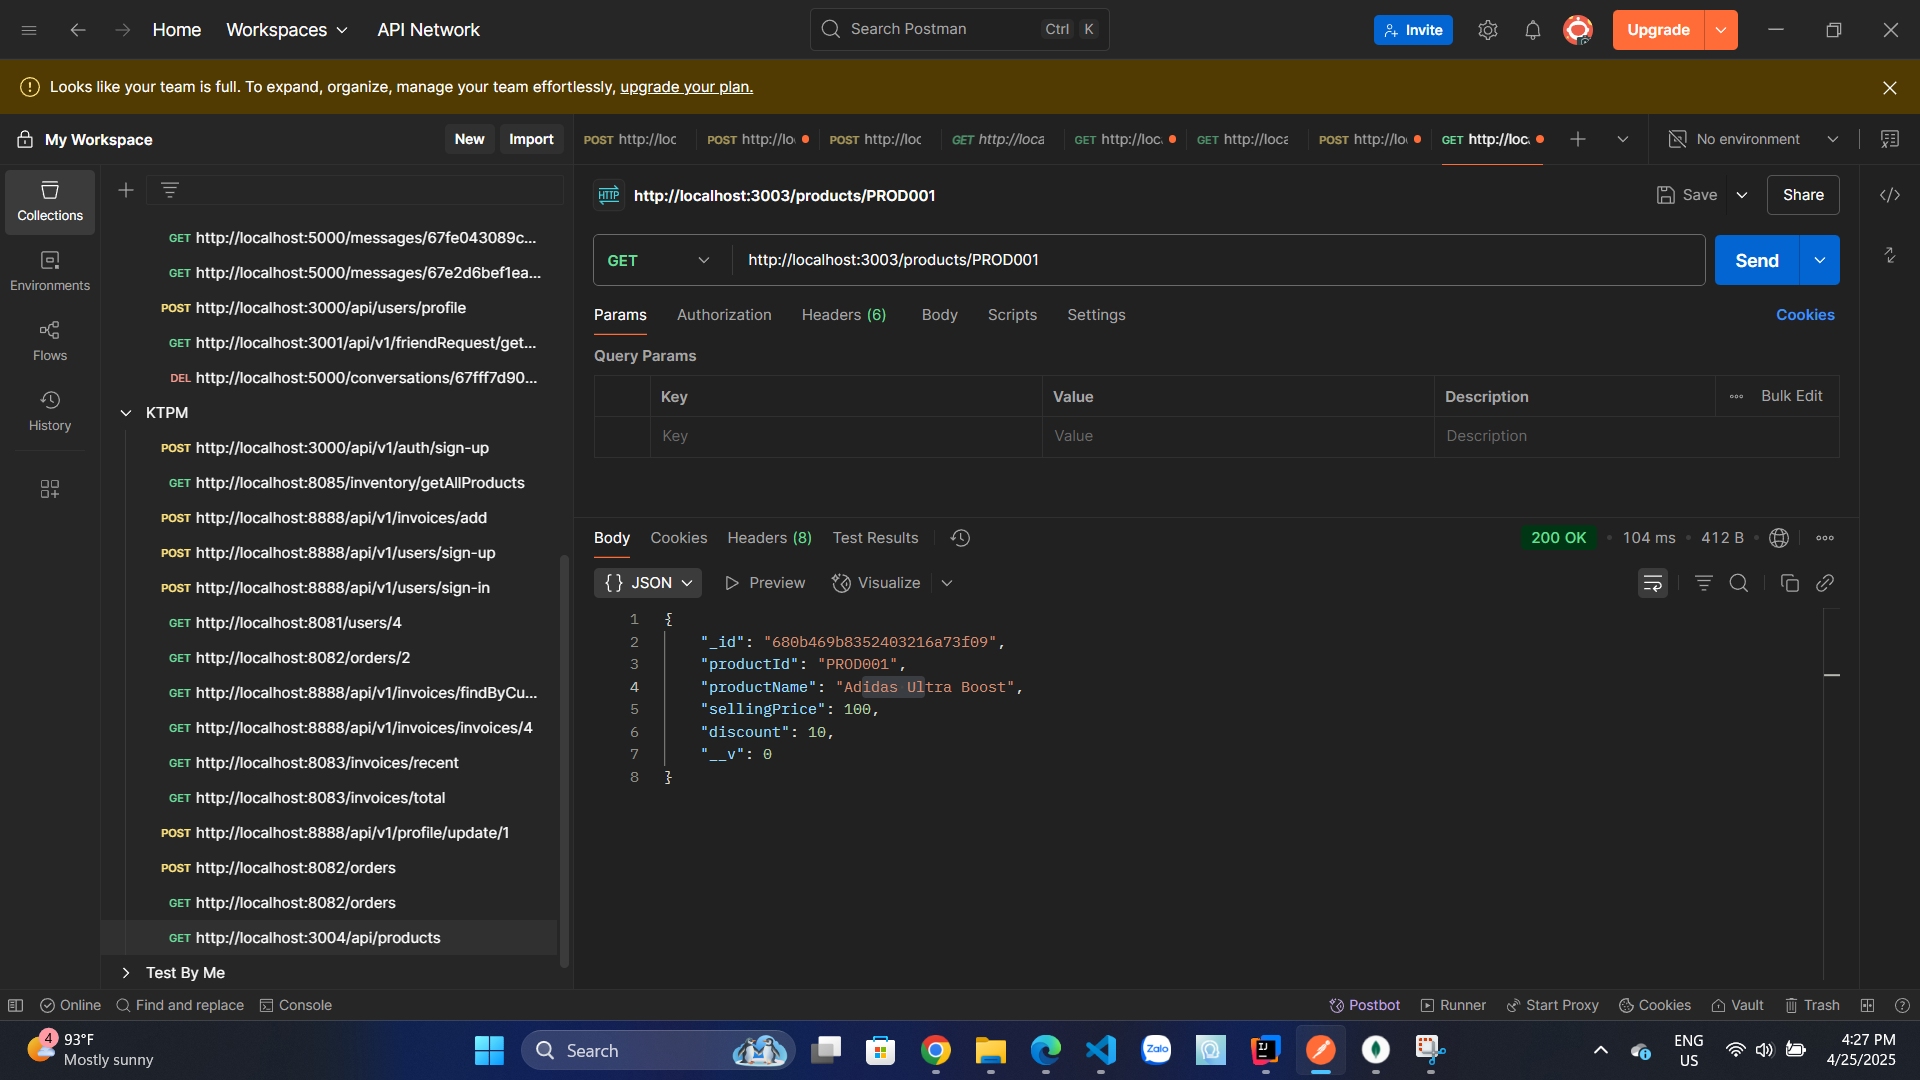 Home
Workspaces
API Network
Search Postman
Ctrl
K
Invite
Upgrade
Looks like your team is full. To expand, organize, manage your team effortlessly, upgrade your plan.
My Workspace
New
Import
POST http://loc
POST http://lo
POST http://loc
GET http://loca
GET http://loc.
GET http://loca
POST http://lo
GET http://loc.
No environment
Collections
Environments
Flows
History
GET http://localhost:5000/messages/67fe043089c...
GET http://localhost:5000/messages/67e2d6bef1ea...
POST http://localhost:3000/api/users/profile
GET http://localhost:3001/api/v1/friendRequest/get...
DEL http://localhost:5000/conversations/67fff7d90...
KTPM
POST http://localhost:3000/api/v1/auth/sign-up
GET http://localhost:8085/inventory/getAllProducts
POST http://localhost:8888/api/v1/invoices/add
POST http://localhost:8888/api/v1/users/sign-up
POST http://localhost:8888/api/v1/users/sign-in
GET http://localhost:8081/users/4
GET http://localhost:8082/orders/2
GET http://localhost:8888/api/v1/invoices/findByCu...
GET http://localhost:8888/api/v1/invoices/invoices/4
GET http://localhost:8083/invoices/recent
GET http://localhost:8083/invoices/total
POST http://localhost:8888/api/v1/profile/update/1
POST http://localhost:8082/orders
GET http://localhost:8082/orders
GET http://localhost:3004/api/products
Test By Me
HTTP http://localhost:3003/products/PROD001
Save
Share
GET
http://localhost:3003/products/PROD001
Send
Params
Authorization
Headers (6)
Body
Scripts
Settings
Cookies
Query Params
Key
Value
Description
Bulk Edit
Key
Value
Description
Body
Cookies
Headers (8)
Test Results
200 OK
104 ms
412 B
{} JSON
Preview
Visualize
1 {
2 "_id": "680b469b8352403216a73f09",
3 "productId": "PROD001",
4 "productName": "Adidas Ultra Boost",
5 "sellingPrice": 100,
6 "discount": 10,
7 "__v": 0
8 }
Online
Find and replace
Console
Postbot
Runner
Start Proxy
Cookies
Vault
Trash
4
93°F
Mostly sunny
Search
Zalo
IJ
ENG
US
4:27 PM
4/25/2025